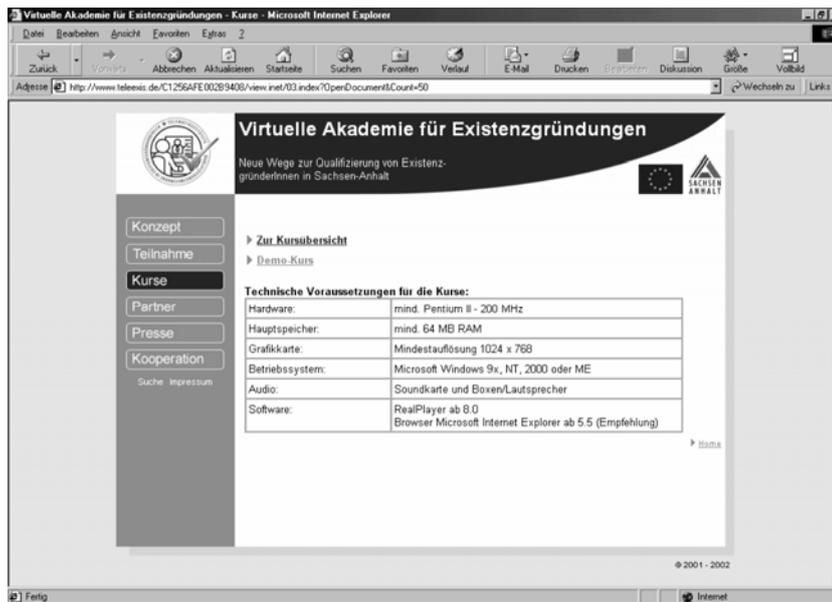 Virtuelle Akademie für Existenzgründungen - Kurse - Microsoft Internet Explorer
Datei Bearbeiten Ansicht Favoriten Extras ?
Zurück Vorwärts Abbrechen Aktualisieren Startseite Suchen Favoriten Verlauf E-Mail Drucken Bearbeiten Diskussion Größe Vollbild
Adresse http://www.teleexis.de/C1256AFE00289408/view.inet/03.index?OpenDocument&Count=50 Wechseln zu Links
Virtuelle Akademie für Existenzgründungen
Neue Wege zur Qualifizierung von Existenz-
gründerInnen in Sachsen-Anhalt
SACHSEN
ANHALT
Konzept
Teilnahme
Kurse
Partner
Presse
Kooperation
Suche Impressum
Zur Kursübersicht
Demo-Kurs
Technische Voraussetzungen für die Kurse:
Hardware: mind. Pentium II - 200 MHz
Hauptspeicher: mind. 64 MB RAM
Grafikkarte: Mindestauflösung 1024 x 768
Betriebssystem: Microsoft Windows 9x, NT, 2000 oder ME
Audio: Soundkarte und Boxen/Lautsprecher
Software: RealPlayer ab 8.0
Browser Microsoft Internet Explorer ab 5.5 (Empfehlung)
Home
© 2001 - 2002
Fertig Internet